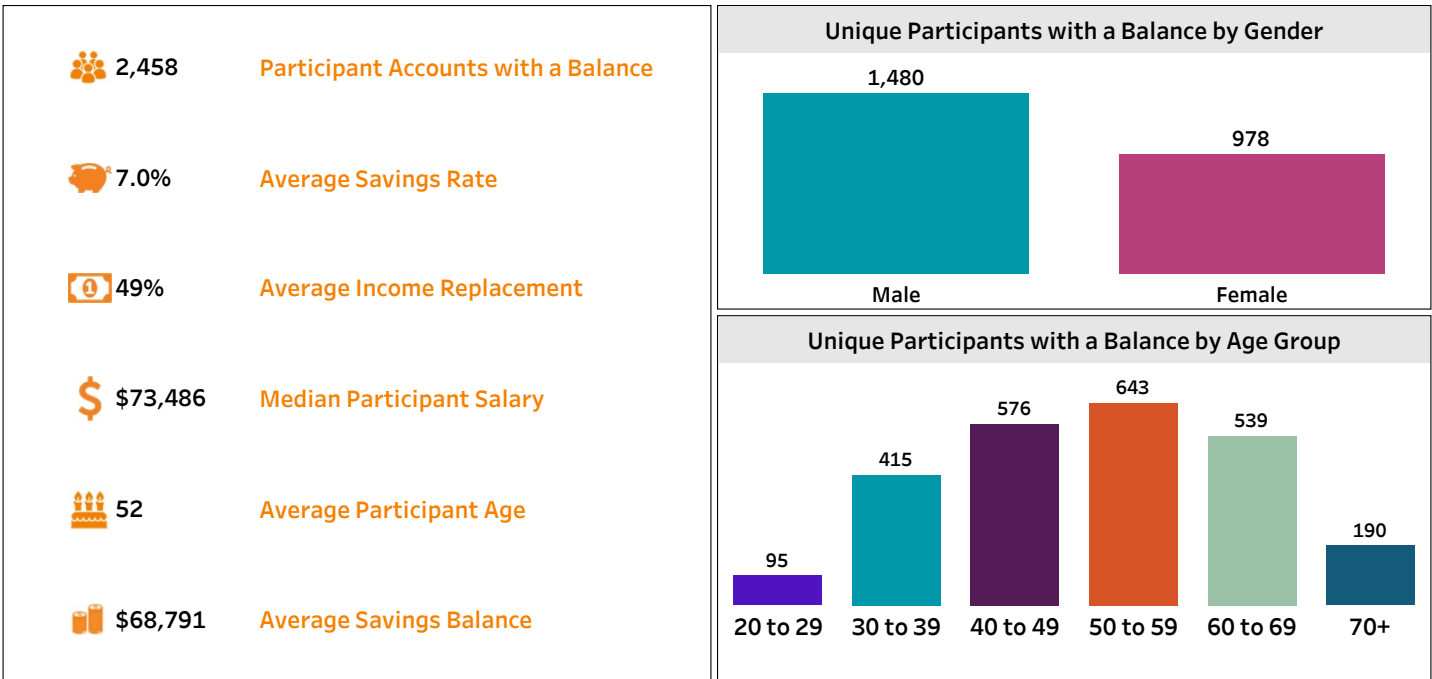 2,458 Participant Accounts with a Balance
7.0% Average Savings Rate
49% Average Income Replacement
$73,486 Median Participant Salary
52 Average Participant Age
$68,791 Average Savings Balance
Unique Participants with a Balance by Gender
1,480
978
Male Female
Unique Participants with a Balance by Age Group
95
415
576
643
539
190
20 to 29 30 to 39 40 to 49 50 to 59 60 to 69 70+